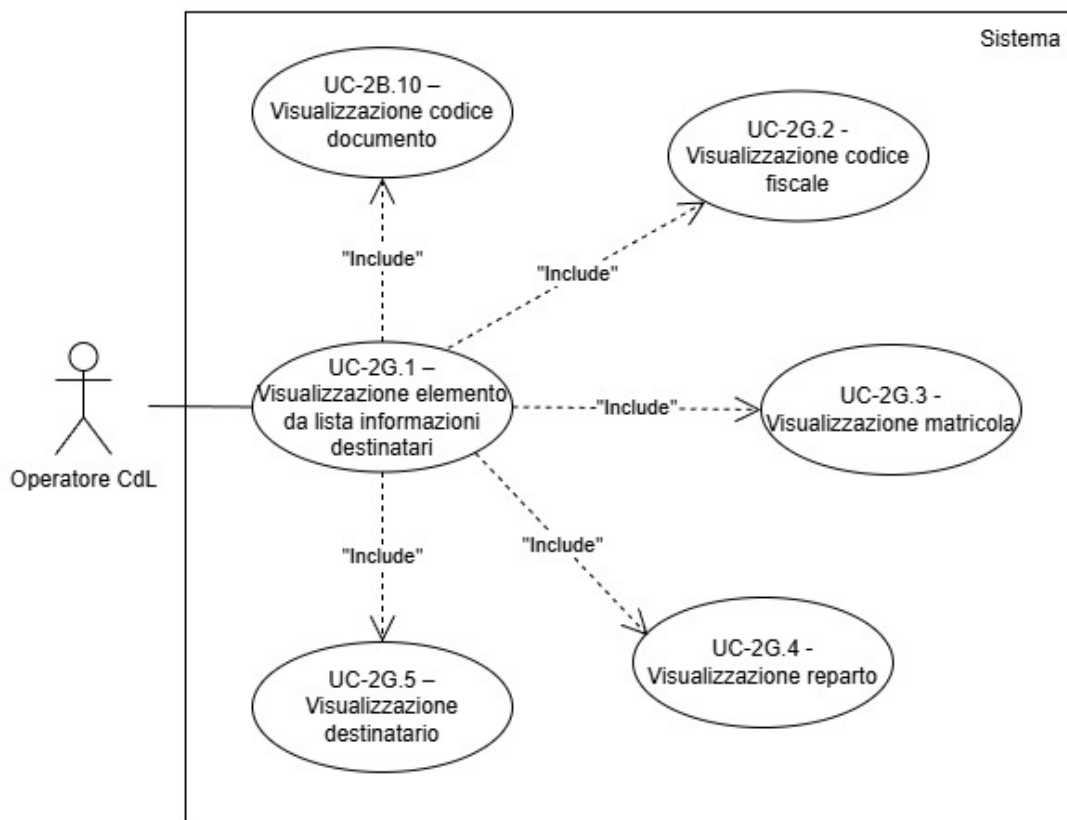 Sistema
UC-2B.10 –
Visualizzazione codice
documento
UC-2G.2 -
Visualizzazione codice
fiscale
"Include"
"Include"
UC-2G.1 –
Visualizzazione elemento
da lista informazioni
destinatari
"Include"
UC-2G.3 -
Visualizzazione matricola
Operatore CdL
"Include"
"Include"
UC-2G.4 -
Visualizzazione reparto
UC-2G.5 –
Visualizzazione
destinatario